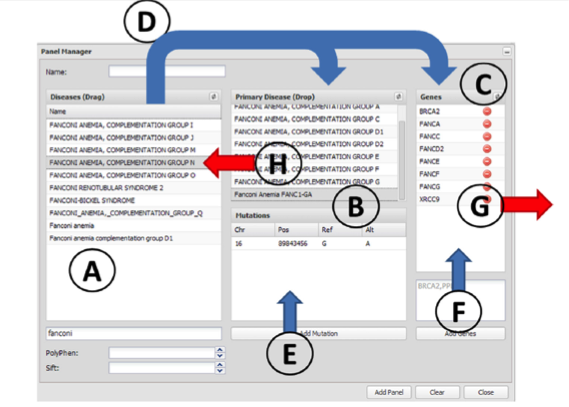 D
Panel Manager
Name:
C
Diseases (Drag)
Name
FANCONI ANEMIA, COMPLEMENTATION GROUP I
FANCONI ANEMIA, COMPLEMENTATION GROUP J
FANCONI ANEMIA, COMPLEMENTATION GROUP M
FANCONI ANEMIA, COMPLEMENTATION GROUP N
FANCONI ANEMIA, COMPLEMENTATION GROUP O
FANCONI RENOTUBULAR SYNDROME 2
FANCONI-BICKEL SYNDROME
FANCONI_ANEMIA,_COMPLEMENTATION_GROUP_Q
Fanconi anemia
Fanconi anemia complementation group D1
A
fanconi
PolyPhen:
Sift:
Primary Disease (Drop)
FANCONI ANEMIA, COMPLEMENTATION GROUP A
FANCONI ANEMIA, COMPLEMENTATION GROUP C
FANCONI ANEMIA, COMPLEMENTATION GROUP D1
FANCONI ANEMIA, COMPLEMENTATION GROUP D2
FANCONI ANEMIA, COMPLEMENTATION GROUP E
FANCONI ANEMIA, COMPLEMENTATION GROUP F
FANCONI ANEMIA, COMPLEMENTATION GROUP G
Fanconi Anemia FANC1-GA
H
B
Mutations
Chr Pos Ref Alt
16 89843456 G A
E
Add Mutation
Genes
BRCA2
FANCA
FANCC
FANCD2
FANCE
FANCF
FANCG
XRCC9
G
F
Add Genes
Add Panel Clear Close